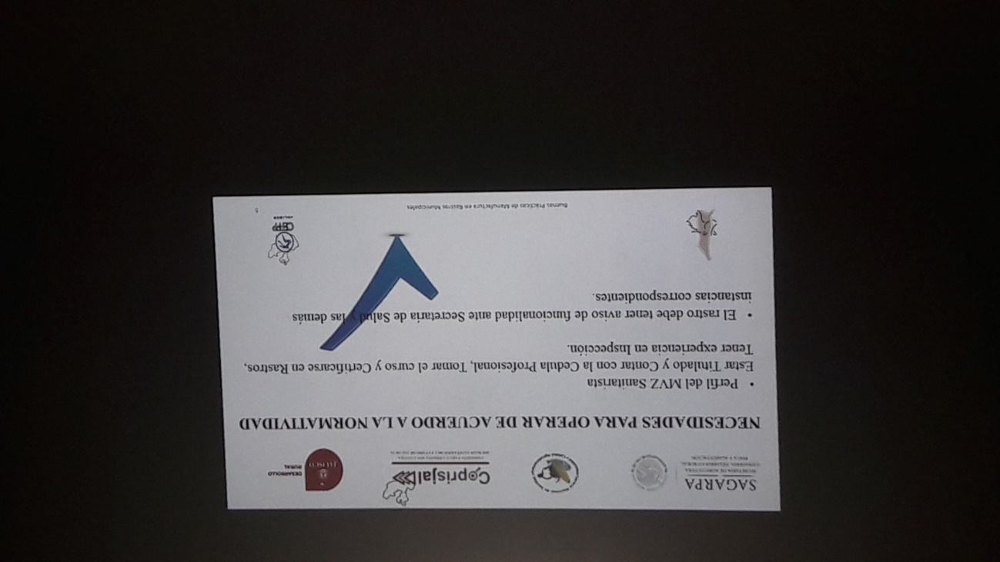 SAGARPA
Coprisjal
JALISCO
DESARROLLO
RURAL
NECESIDADES PARA OPERAR DE ACUERDO A LA NORMATIVIDAD
• Perfil del MVZ Sanitarista
Estar Titulado y Contar con la Cedula Profesional, Tomar el curso y Certificarse en Rastros,
Tener experiencia en Inspección.
• El rastro debe tener aviso de funcionalidad ante Secretaría de Salud y las demás
instancias correspondientes.
JALISCO
Buenas Prácticas de Manufactura en Rastros Municipales
5